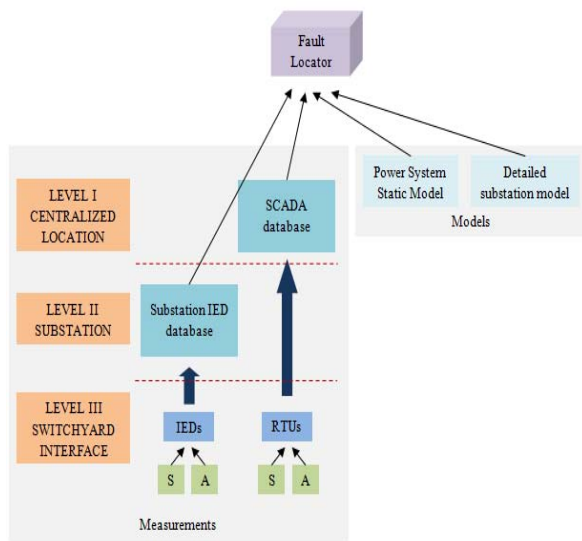 Fault
Locator
LEVEL I
CENTRALIZED
LOCATION
SCADA
database
Power System
Static Model
Detailed
substation model
Models
LEVEL II
SUBSTATION
Substation IED
database
LEVEL III
SWITCHYARD
INTERFACE
IEDs
RTUs
S
A
S
A
Measurements